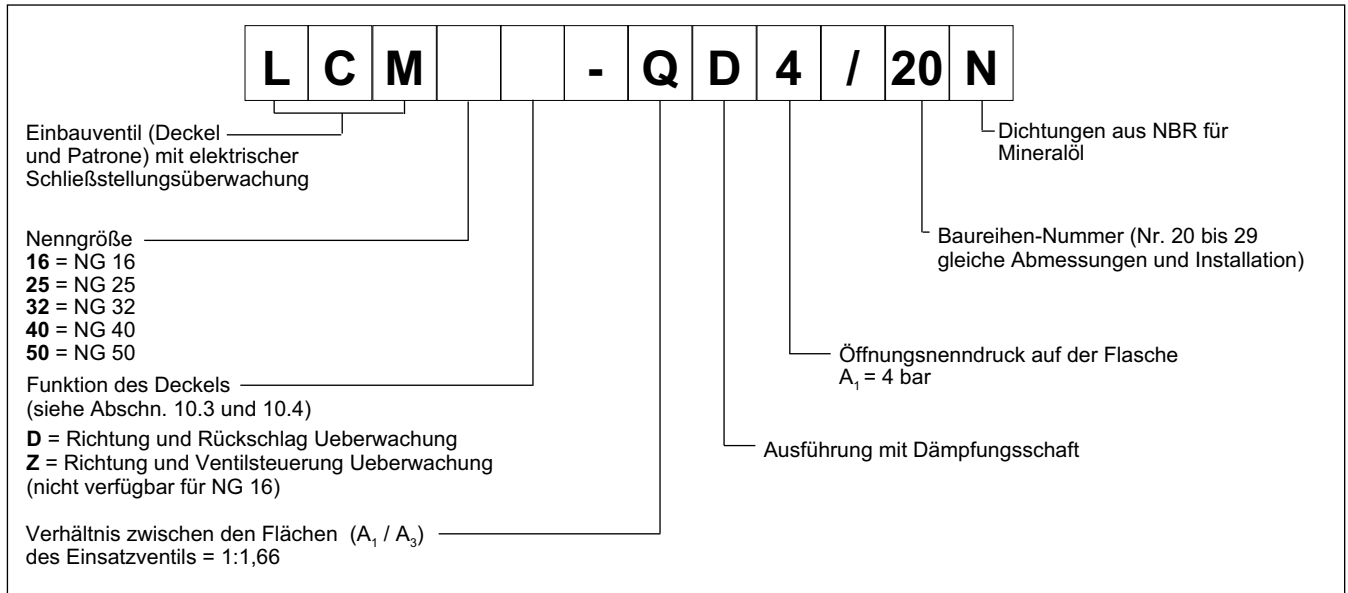 L C M - Q D 4 / 20 N
Einbauventil (Deckel
und Patrone) mit elektrischer
Schließstellungsüberwachung
Dichtungen aus NBR für
Mineralöl
Nenngröße
16 = NG 16
25 = NG 25
32 = NG 32
40 = NG 40
50 = NG 50
Baureihen-Nummer (Nr. 20 bis 29
gleiche Abmessungen und Installation)
Öffnungsnenndruck auf der Flasche
A₁ = 4 bar
Funktion des Deckels
(siehe Abschn. 10.3 und 10.4)
D = Richtung und Rückschlag Ueberwachung
Z = Richtung und Ventilsteuerung Ueberwachung
(nicht verfügbar für NG 16)
Ausführung mit Dämpfungsschaft
Verhältnis zwischen den Flächen (A₁ / A₃)
des Einsatzventils = 1:1,66